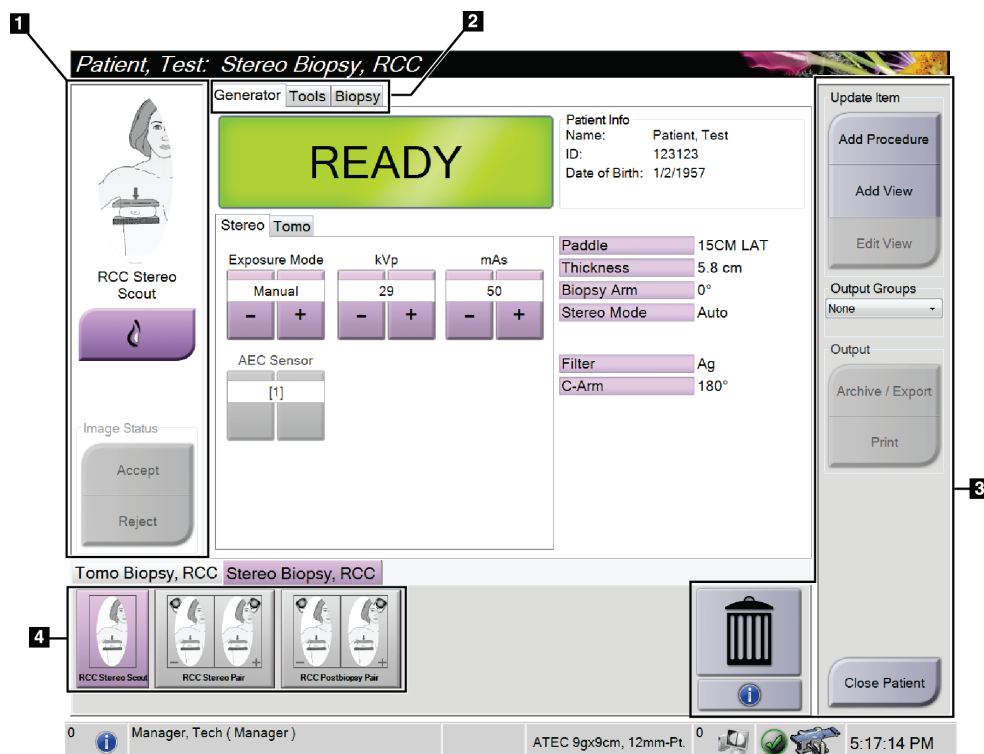 1
2
Patient, Test: Stereo Biopsy, RCC
Generator Tools Biopsy
READY
Patient Info
Name: Patient, Test
ID: 123123
Date of Birth: 1/2/1957
Update Item
Add Procedure
Add View
Edit View
Output Groups
None
Output
Archive / Export
Print
Close Patient
3
RCC Stereo
Scout
Image Status
Accept
Reject
Stereo Tomo
Exposure Mode kVp mAs
Manual 29 50
- + - + - +
AEC Sensor
[1]
Paddle 15CM LAT
Thickness 5.8 cm
Biopsy Arm 0°
Stereo Mode Auto
Filter Ag
C-Arm 180°
Tomo Biopsy, RCC Stereo Biopsy, RCC
4
- + - +
RCC Stereo Scout RCC Stereo Pair RCC Postbiopsy Pair
0 Manager, Tech ( Manager ) ATEC 9gx9cm, 12mm-Pt. 0 5:17:14 PM